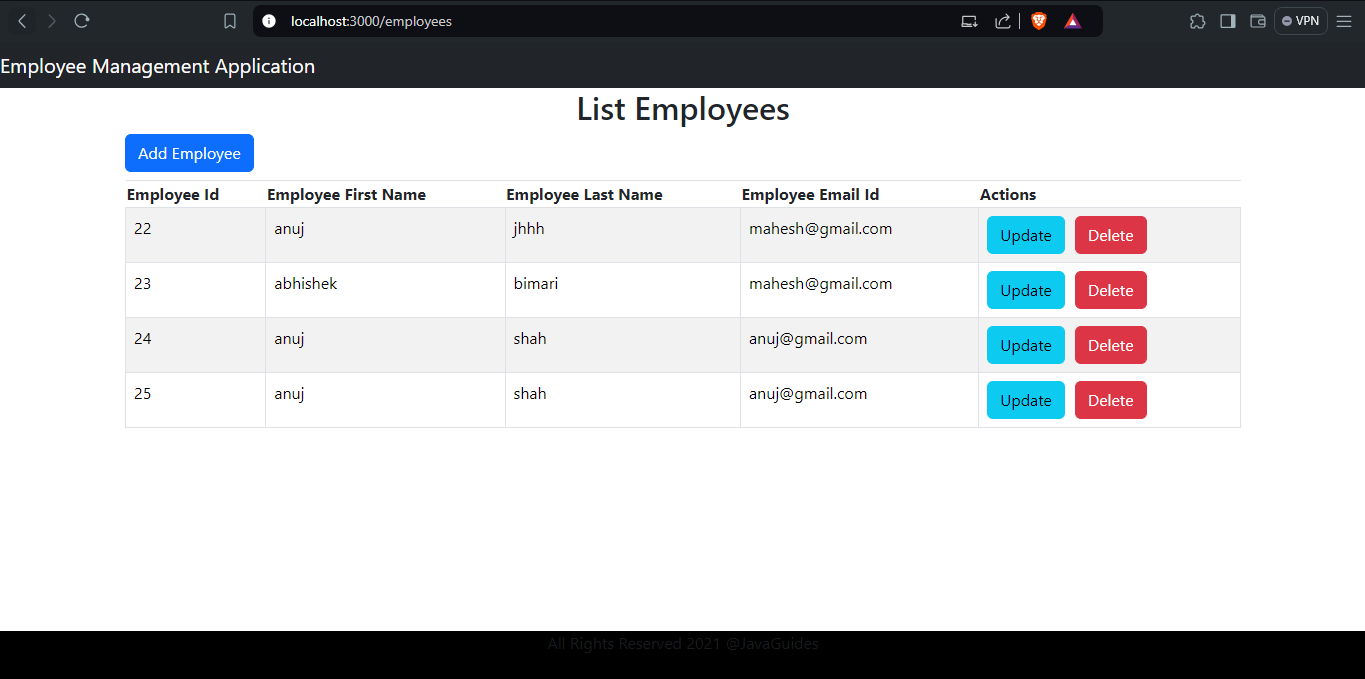 localhost:3000/employees
VPN
Employee Management Application
List Employees
Add Employee
Employee Id Employee First Name Employee Last Name Employee Email Id Actions
22 anuj jhhh mahesh@gmail.com Update Delete
23 abhishek bimari mahesh@gmail.com Update Delete
24 anuj shah anuj@gmail.com Update Delete
25 anuj shah anuj@gmail.com Update Delete
All Rights Reserved 2021 @JavaGuides